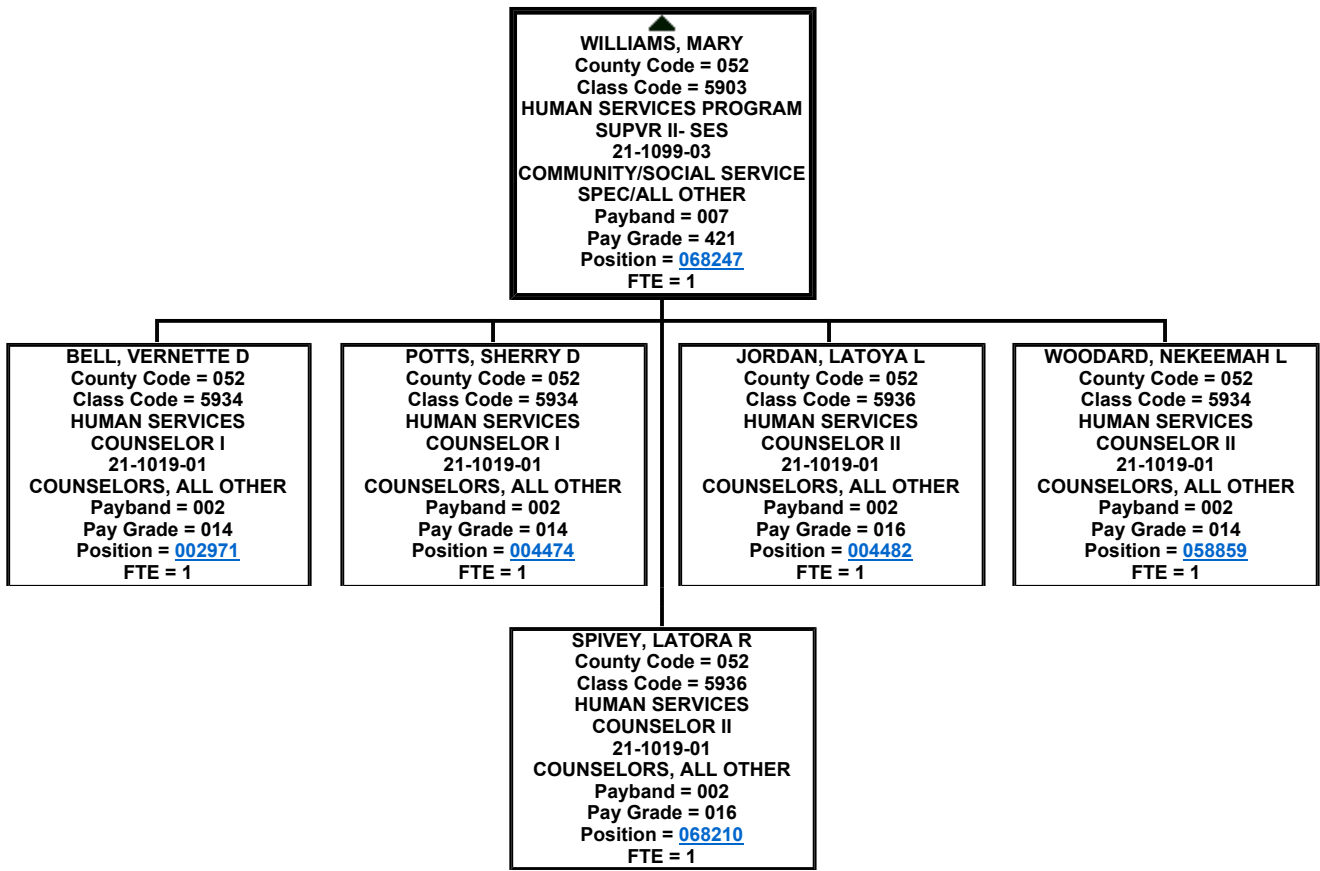 WILLIAMS, MARY
County Code = 052
Class Code = 5903
HUMAN SERVICES PROGRAM
SUPVR II- SES
21-1099-03
COMMUNITY/SOCIAL SERVICE
SPEC/ALL OTHER
Payband = 007
Pay Grade = 421
Position = 068247
FTE = 1
BELL, VERNETTE D
County Code = 052
Class Code = 5934
HUMAN SERVICES
COUNSELOR I
21-1019-01
COUNSELORS, ALL OTHER
Payband = 002
Pay Grade = 014
Position = 002971
FTE = 1
POTTS, SHERRY D
County Code = 052
Class Code = 5934
HUMAN SERVICES
COUNSELOR I
21-1019-01
COUNSELORS, ALL OTHER
Payband = 002
Pay Grade = 014
Position = 004474
FTE = 1
JORDAN, LATOYA L
County Code = 052
Class Code = 5936
HUMAN SERVICES
COUNSELOR II
21-1019-01
COUNSELORS, ALL OTHER
Payband = 002
Pay Grade = 016
Position = 004482
FTE = 1
WOODARD, NEKEEMAH L
County Code = 052
Class Code = 5934
HUMAN SERVICES
COUNSELOR II
21-1019-01
COUNSELORS, ALL OTHER
Payband = 002
Pay Grade = 014
Position = 058859
FTE = 1
SPIVEY, LATORA R
County Code = 052
Class Code = 5936
HUMAN SERVICES
COUNSELOR II
21-1019-01
COUNSELORS, ALL OTHER
Payband = 002
Pay Grade = 016
Position = 068210
FTE = 1